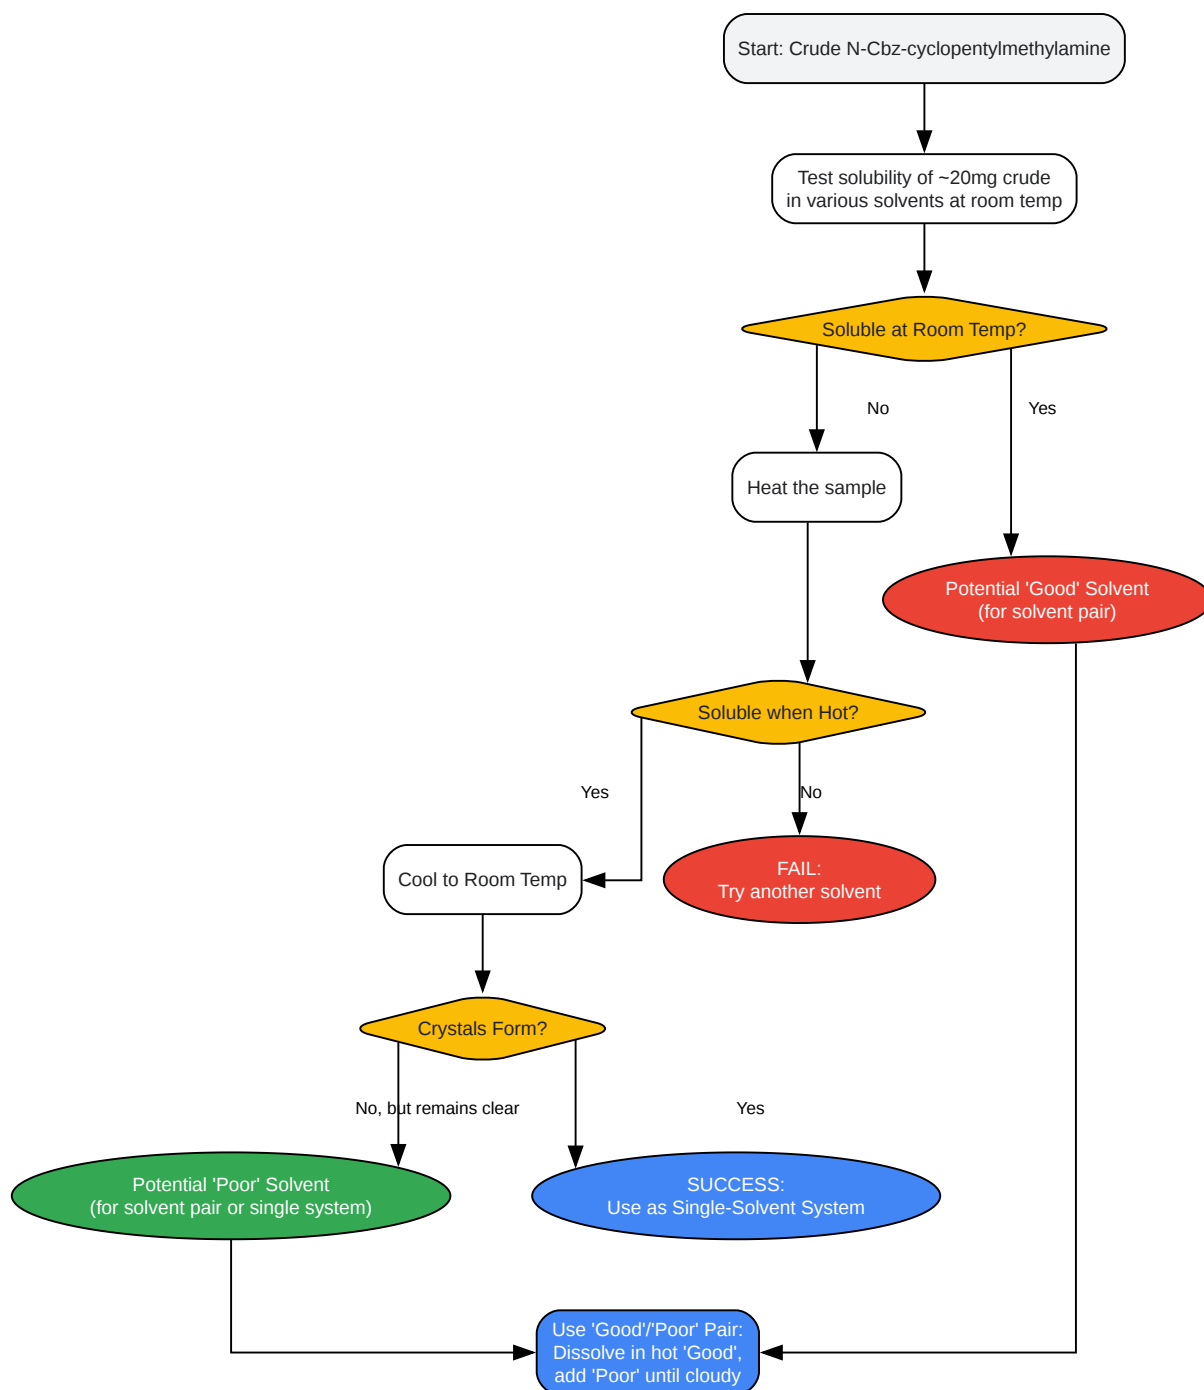 Start: Crude N-Cbz-cyclopentylmethylamine
Test solubility of ~20mg crude
in various solvents at room temp
Soluble at Room Temp?
No
Yes
Heat the sample
Potential 'Good' Solvent
(for solvent pair)
Soluble when Hot?
Yes
No
Cool to Room Temp
FAIL:
Try another solvent
Crystals Form?
No, but remains clear
Yes
Potential 'Poor' Solvent
(for solvent pair or single system)
SUCCESS:
Use as Single-Solvent System
Use 'Good'/'Poor' Pair:
Dissolve in hot 'Good',
add 'Poor' until cloudy